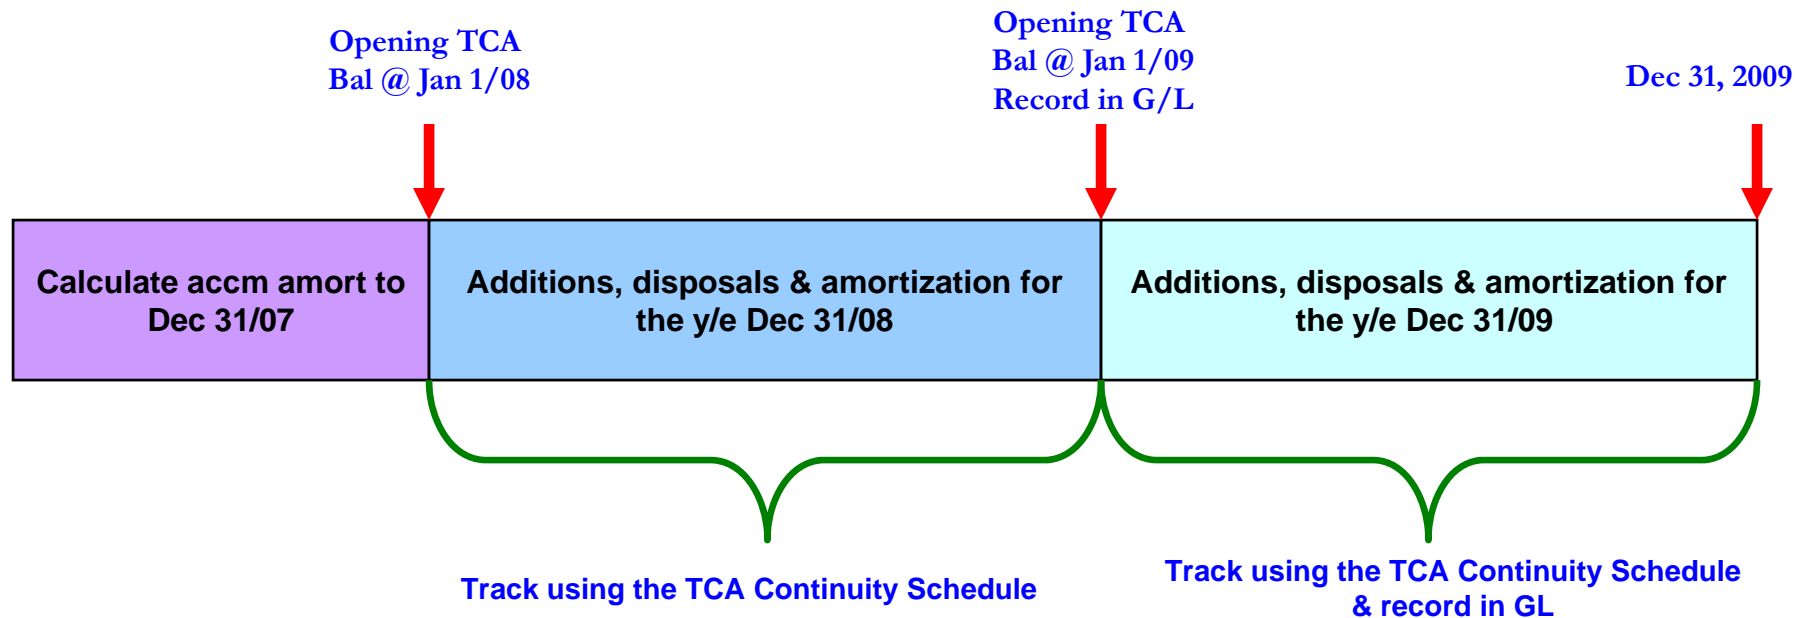 Opening TCA
Bal @ Jan 1/08
Opening TCA
Bal @ Jan 1/09
Record in G/L
Dec 31, 2009
Calculate accm amort to
Dec 31/07
Additions, disposals & amortization for
the y/e Dec 31/08
Additions, disposals & amortization for
the y/e Dec 31/09
Track using the TCA Continuity Schedule
Track using the TCA Continuity Schedule
& record in GL